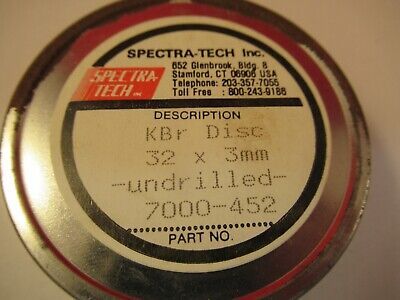 SPECTRA-TECH Inc.
652 Glenbrook, Bldg. 8
Stamford, CT 06906 USA
Telephone: 203-357-7055
Toll Free : 800-243-9186
SPECTRA-
TECH INC.
DESCRIPTION
KBr Disc
32 x 3mm
-undrilled-
7000-452
PART NO.